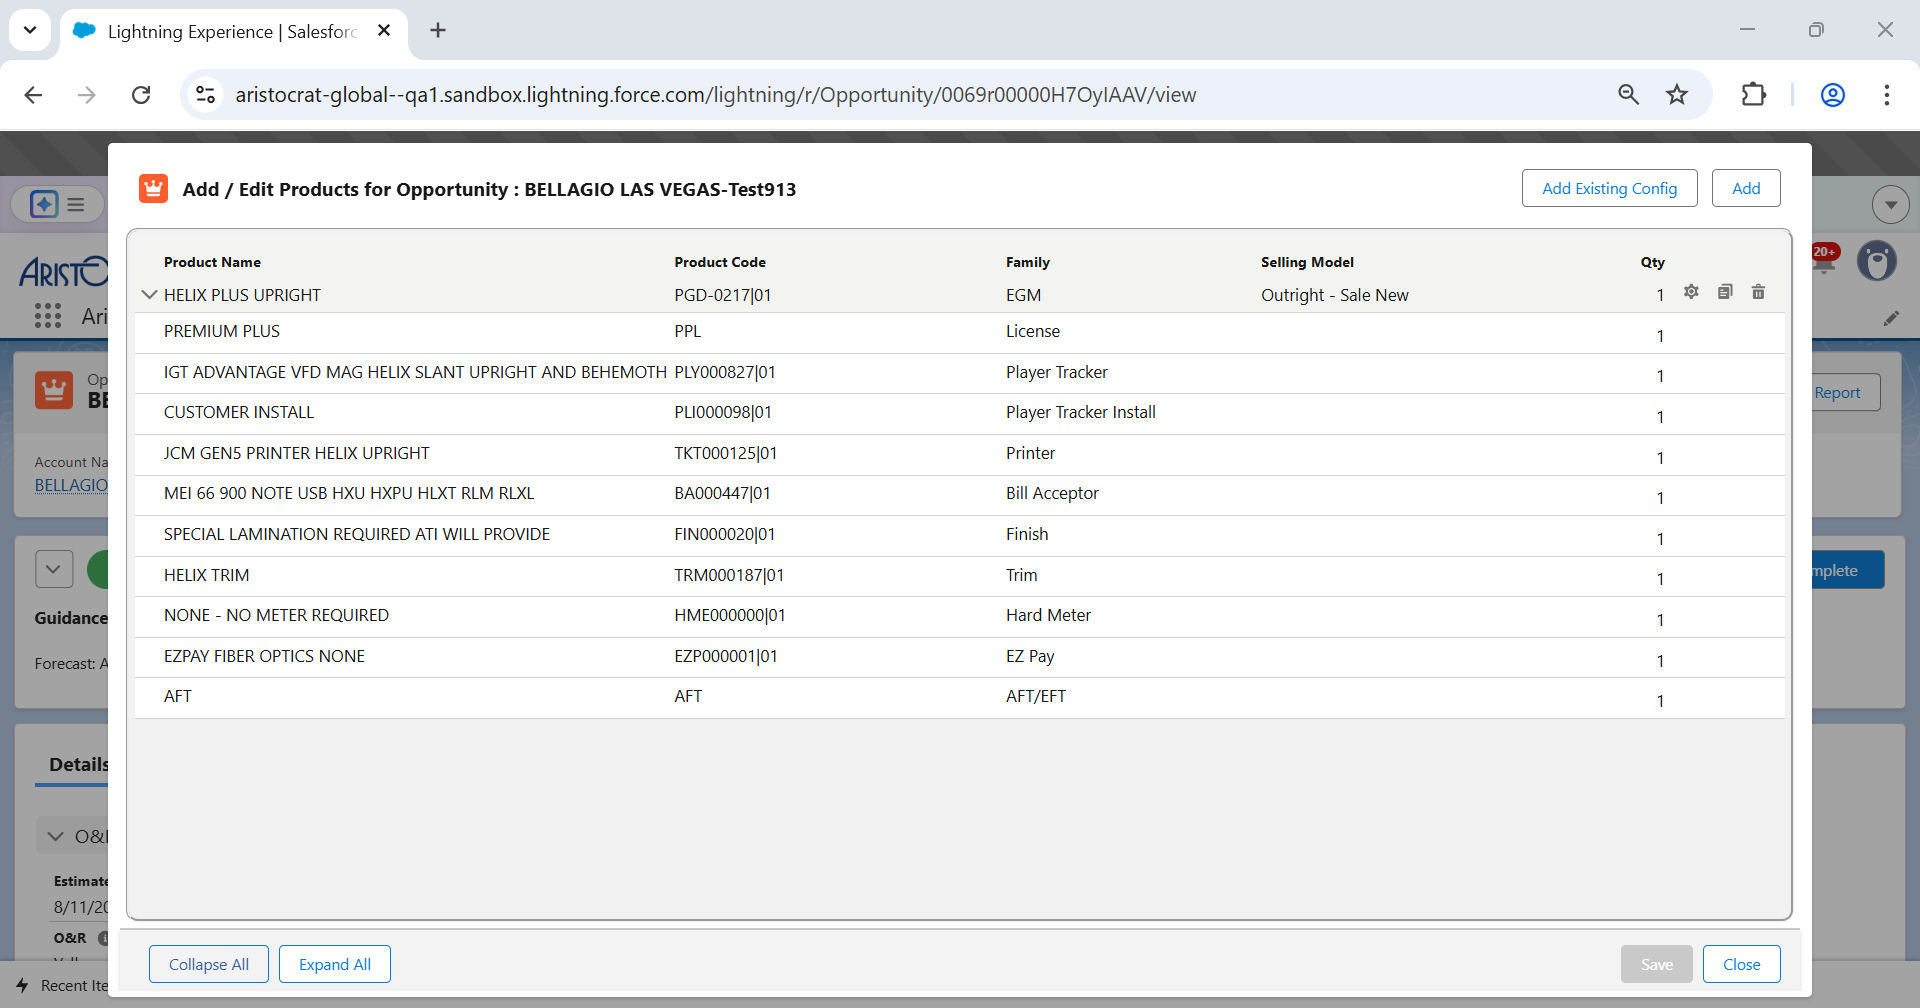 Lightning Experience | Salesforc
aristocrat-global--qa1.sandbox.lightning.force.com/lightning/r/Opportunity/0069r00000H7OyIAAV/view
Add / Edit Products for Opportunity : BELLAGIO LAS VEGAS-Test913
Add Existing Config
Add
Product Name Product Code Family Selling Model Qty
HELIX PLUS UPRIGHT PGD-0217|01 EGM Outright - Sale New 1
PREMIUM PLUS PPL License 1
IGT ADVANTAGE VFD MAG HELIX SLANT UPRIGHT AND BEHEMOTH PLY000827|01 Player Tracker 1
CUSTOMER INSTALL PLI000098|01 Player Tracker Install 1
JCM GEN5 PRINTER HELIX UPRIGHT TKT000125|01 Printer 1
MEI 66 900 NOTE USB HXU HXPU HLXT RLM RLXL BA000447|01 Bill Acceptor 1
SPECIAL LAMINATION REQUIRED ATI WILL PROVIDE FIN000020|01 Finish 1
HELIX TRIM TRM000187|01 Trim 1
NONE - NO METER REQUIRED HME000000|01 Hard Meter 1
EZPAY FIBER OPTICS NONE EZP000001|01 EZ Pay 1
AFT AFT AFT/EFT 1
Collapse All
Expand All
Save
Close
ARISTO
20+
Ari
Op
BE
Report
Account Na
BELLAGIO
mplete
Guidance
Forecast: A
Details
O&
Estimate
8/11/20
O&R
Recent Ite